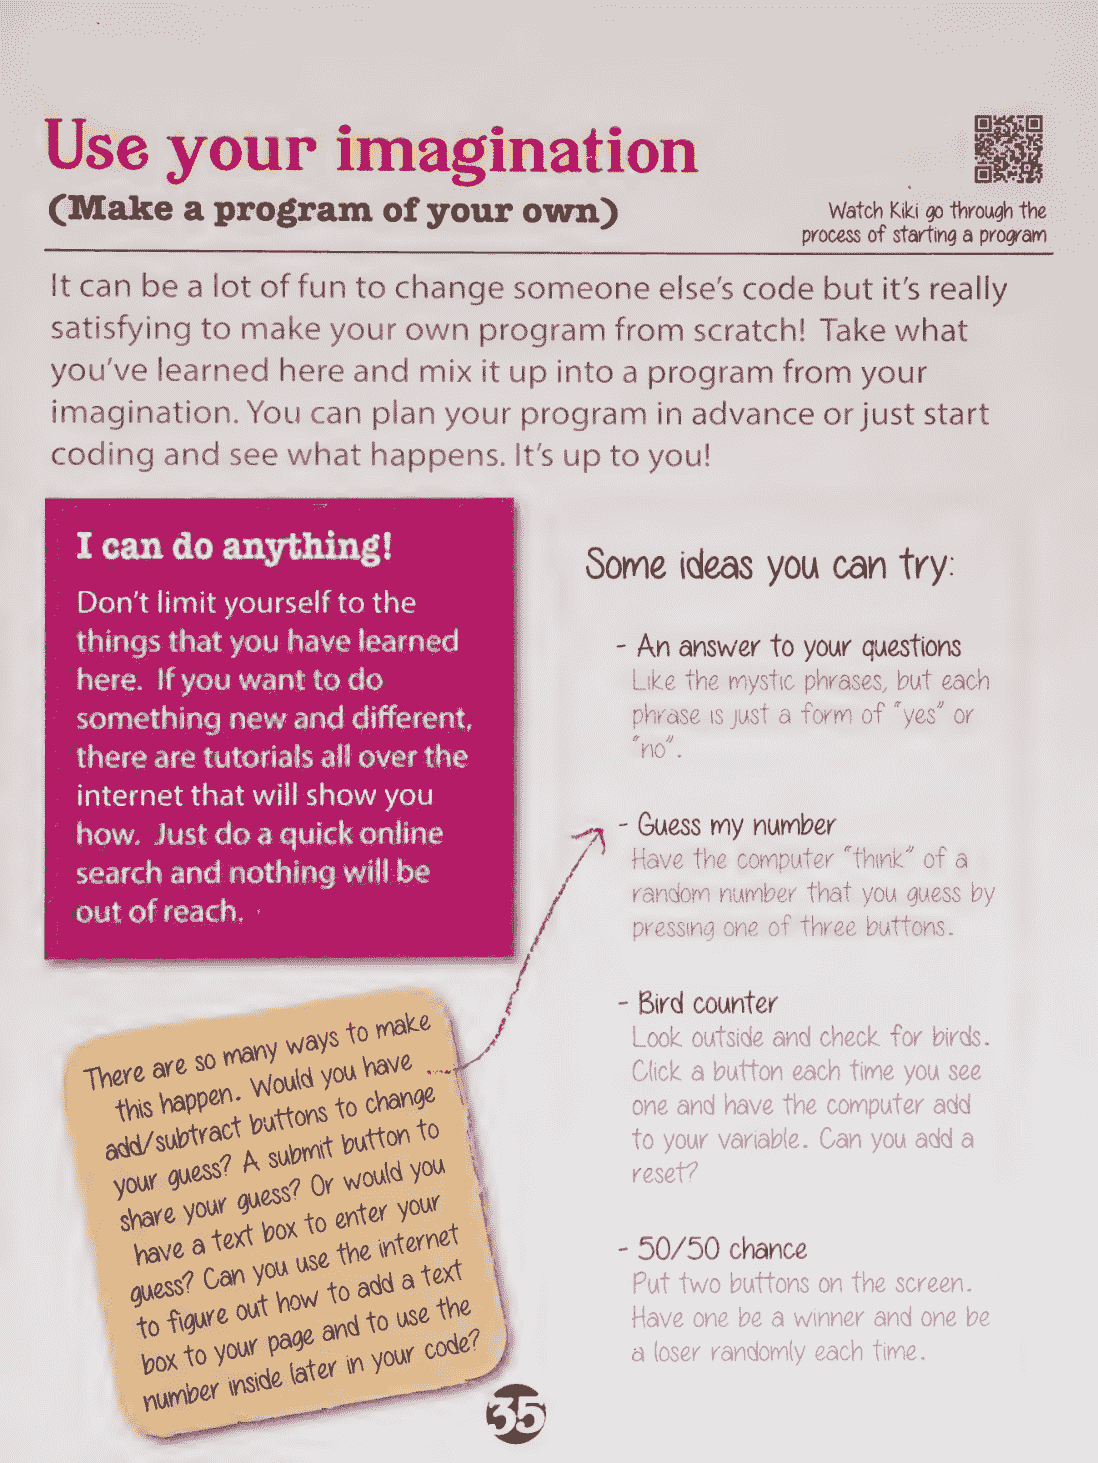 Use your imagination
(Make a program of your own)
Watch Kiki go through the
process of starting a program
It can be a lot of fun to change someone else's code but it's really
satisfying to make your own program from scratch! Take what
you've learned here and mix it up into a program from your
imagination. You can plan your program in advance or just start
coding and see what happens. It's up to you!
I can do anything!
Don't limit yourself to the
things that you have learned
here. If you want to do
something new and different,
there are tutorials all over the
internet that will show you
how. Just do a quick online
search and nothing will be
out of reach.
There are so many ways to make
this happen. Would you have
add/subtract buttons to change
your guess? A submit button to
share your guess? Or would you
have a text box to enter your
guess? Can you use the internet
to figure out how to add a text
box to your page and to use the
number inside later in your code?
Some ideas you can try:
- An answer to your questions
Like the mystic phrases, but each
phrase is just a form of "yes" or
"no".
- Guess my number
Have the computer "think" of a
random number that you guess by
pressing one of three buttons.
- Bird counter
Look outside and check for birds.
Click a button each time you see
one and have the computer add
to your variable. Can you add a
reset?
- 50/50 chance
Put two buttons on the screen.
Have one be a winner and one be
a loser randomly each time.
35